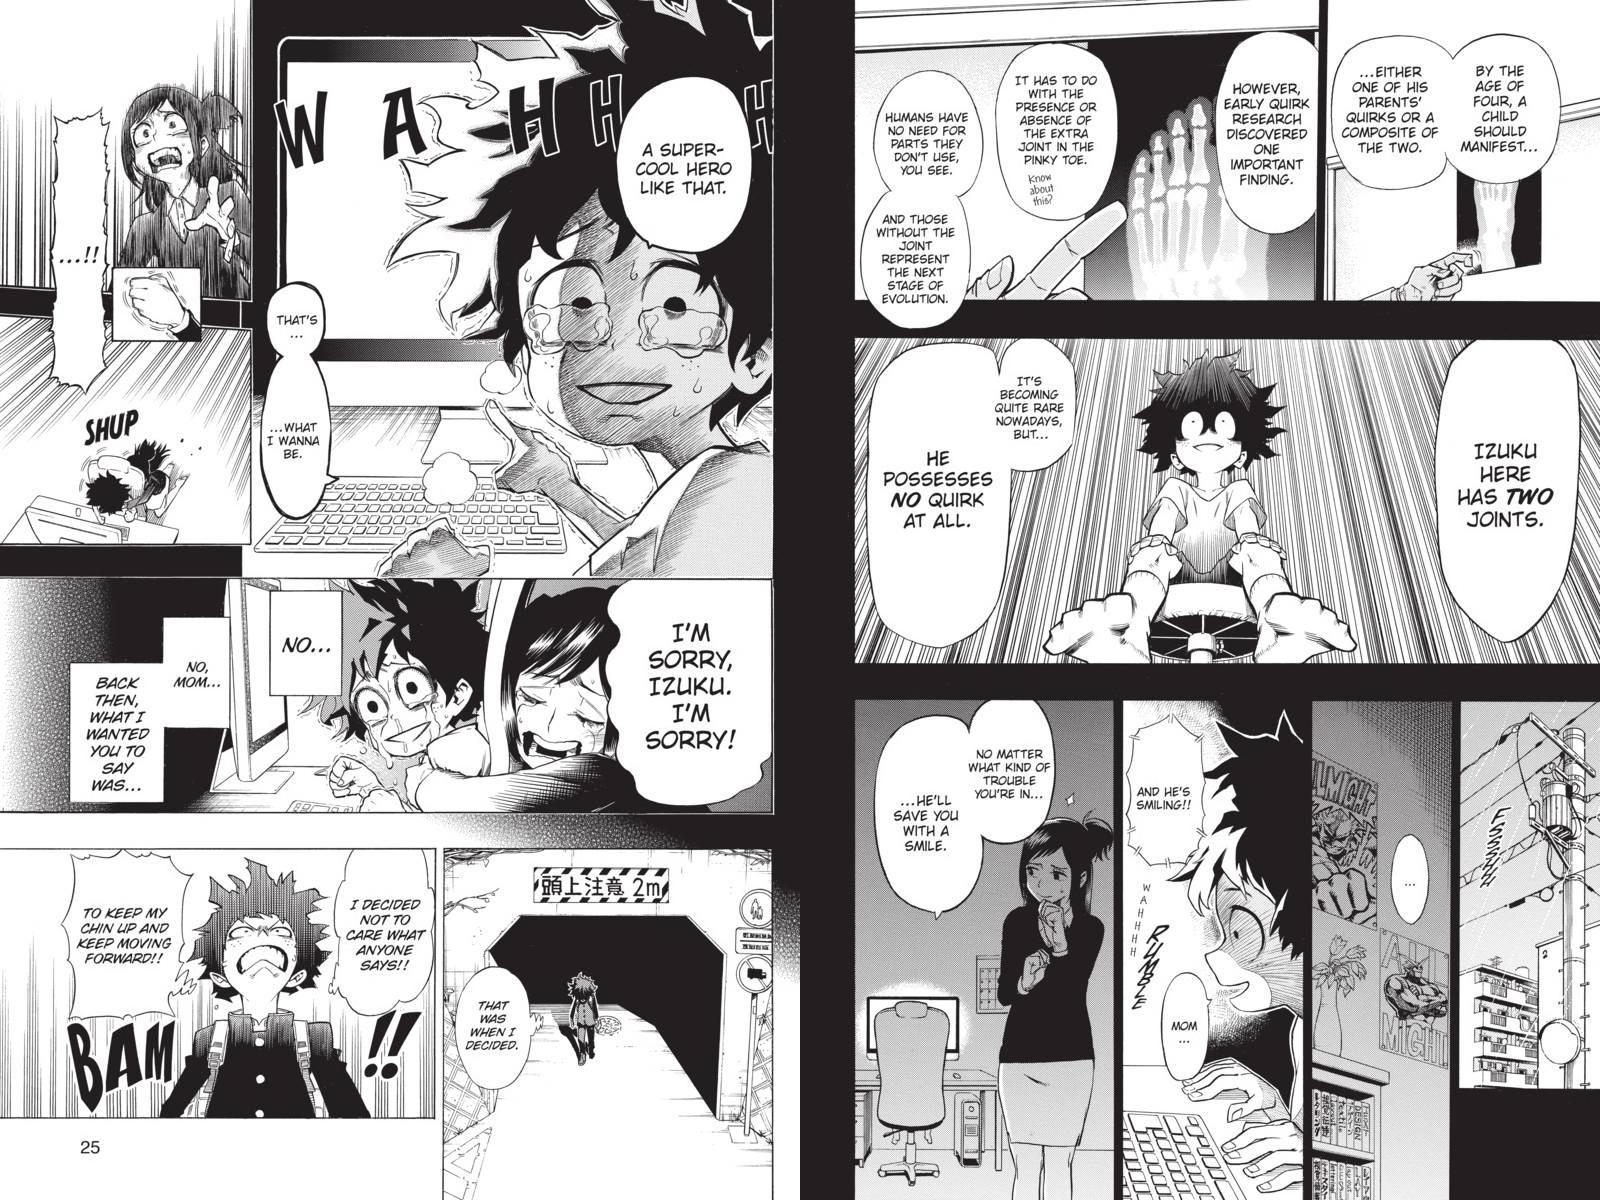 BY THE
AGE OF
FOUR, A
CHILD
SHOULD
MANIFEST...
...EITHER
ONE OF HIS
PARENTS'
QUIRKS OR A
COMPOSITE OF
THE TWO.
HOWEVER,
EARLY QUIRK
RESEARCH
DISCOVERED
ONE
IMPORTANT
FINDING.
IT HAS TO DO
WITH THE
PRESENCE OR
ABSENCE OF
THE EXTRA
JOINT IN THE
PINKY TOE.
Know
about
this?
HUMANS HAVE
NO NEED FOR
PARTS THEY
DON'T USE,
YOU SEE.
AND THOSE
WITHOUT THE
JOINT
REPRESENT
THE NEXT
STAGE OF
EVOLUTION.
IZUKU
HERE
HAS TWO
JOINTS.
IT'S
BECOMING
QUITE RARE
NOWADAYS,
BUT...
HE
POSSESSES
NO QUIRK
AT ALL.
FSSSHH
...
ALLMIGHT
ALL
MIGHT
AND HE'S
SMILING!!
WAHHHH
RUMBLE
MOM
...
NO MATTER
WHAT KIND OF
TROUBLE
YOU'RE IN...
...HE'LL
SAVE YOU
WITH A
SMILE.
A SUPER-
COOL HERO
LIKE THAT.
WAHHHH
THAT'S
...
...WHAT
I WANNA
BE.
...!!
SHUP
I'M
SORRY,
IZUKU.
I'M
SORRY!
NO...
NO,
MOM...
BACK
THEN,
WHAT I
WANTED
YOU TO
SAY
WAS...
頭上注意 2m
THAT
WAS
WHEN I
DECIDED.
I DECIDED
NOT TO
CARE WHAT
ANYONE
SAYS!!
TO KEEP MY
CHIN UP AND
KEEP MOVING
FORWARD!!
BAM
!!
25